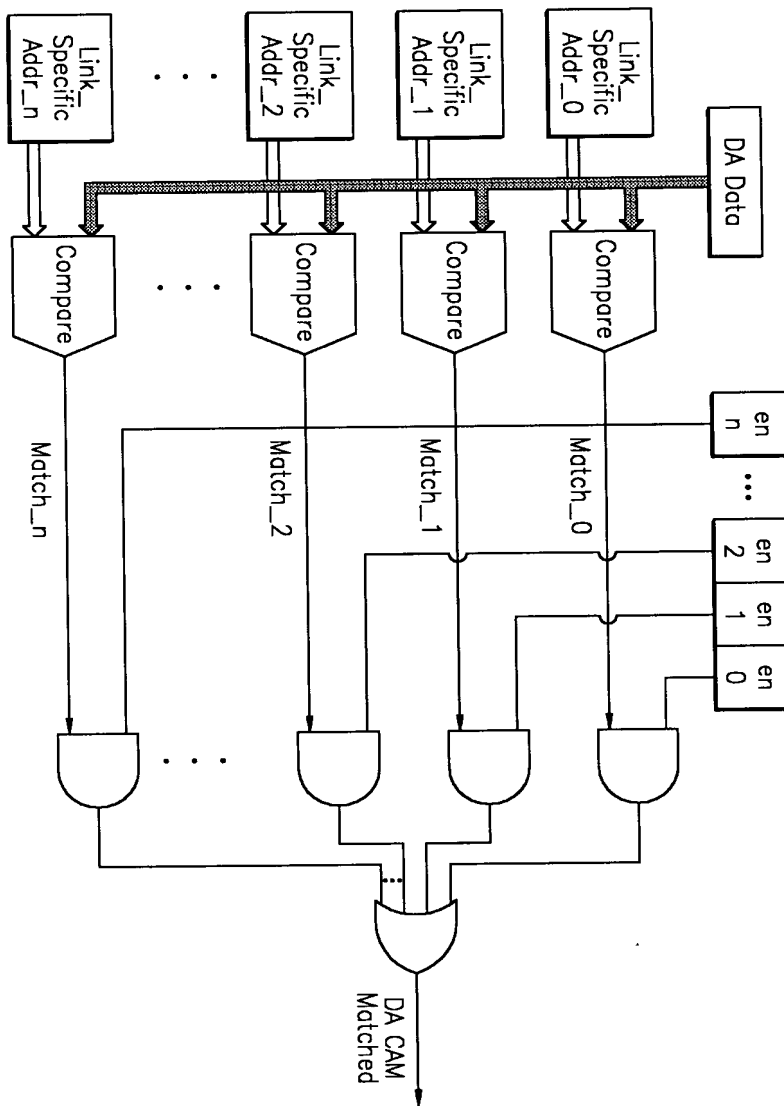 DA Data
Link_
Specific
Addr_0
Link_
Specific
Addr_1
Link_
Specific
Addr_2
. . .
Link_
Specific
Addr_n
Compare
Compare
Compare
. . .
Compare
en
n
...
en
2
en
1
en
0
Match_0
Match_1
Match_2
Match_n
. . .
DA CAM
Matched